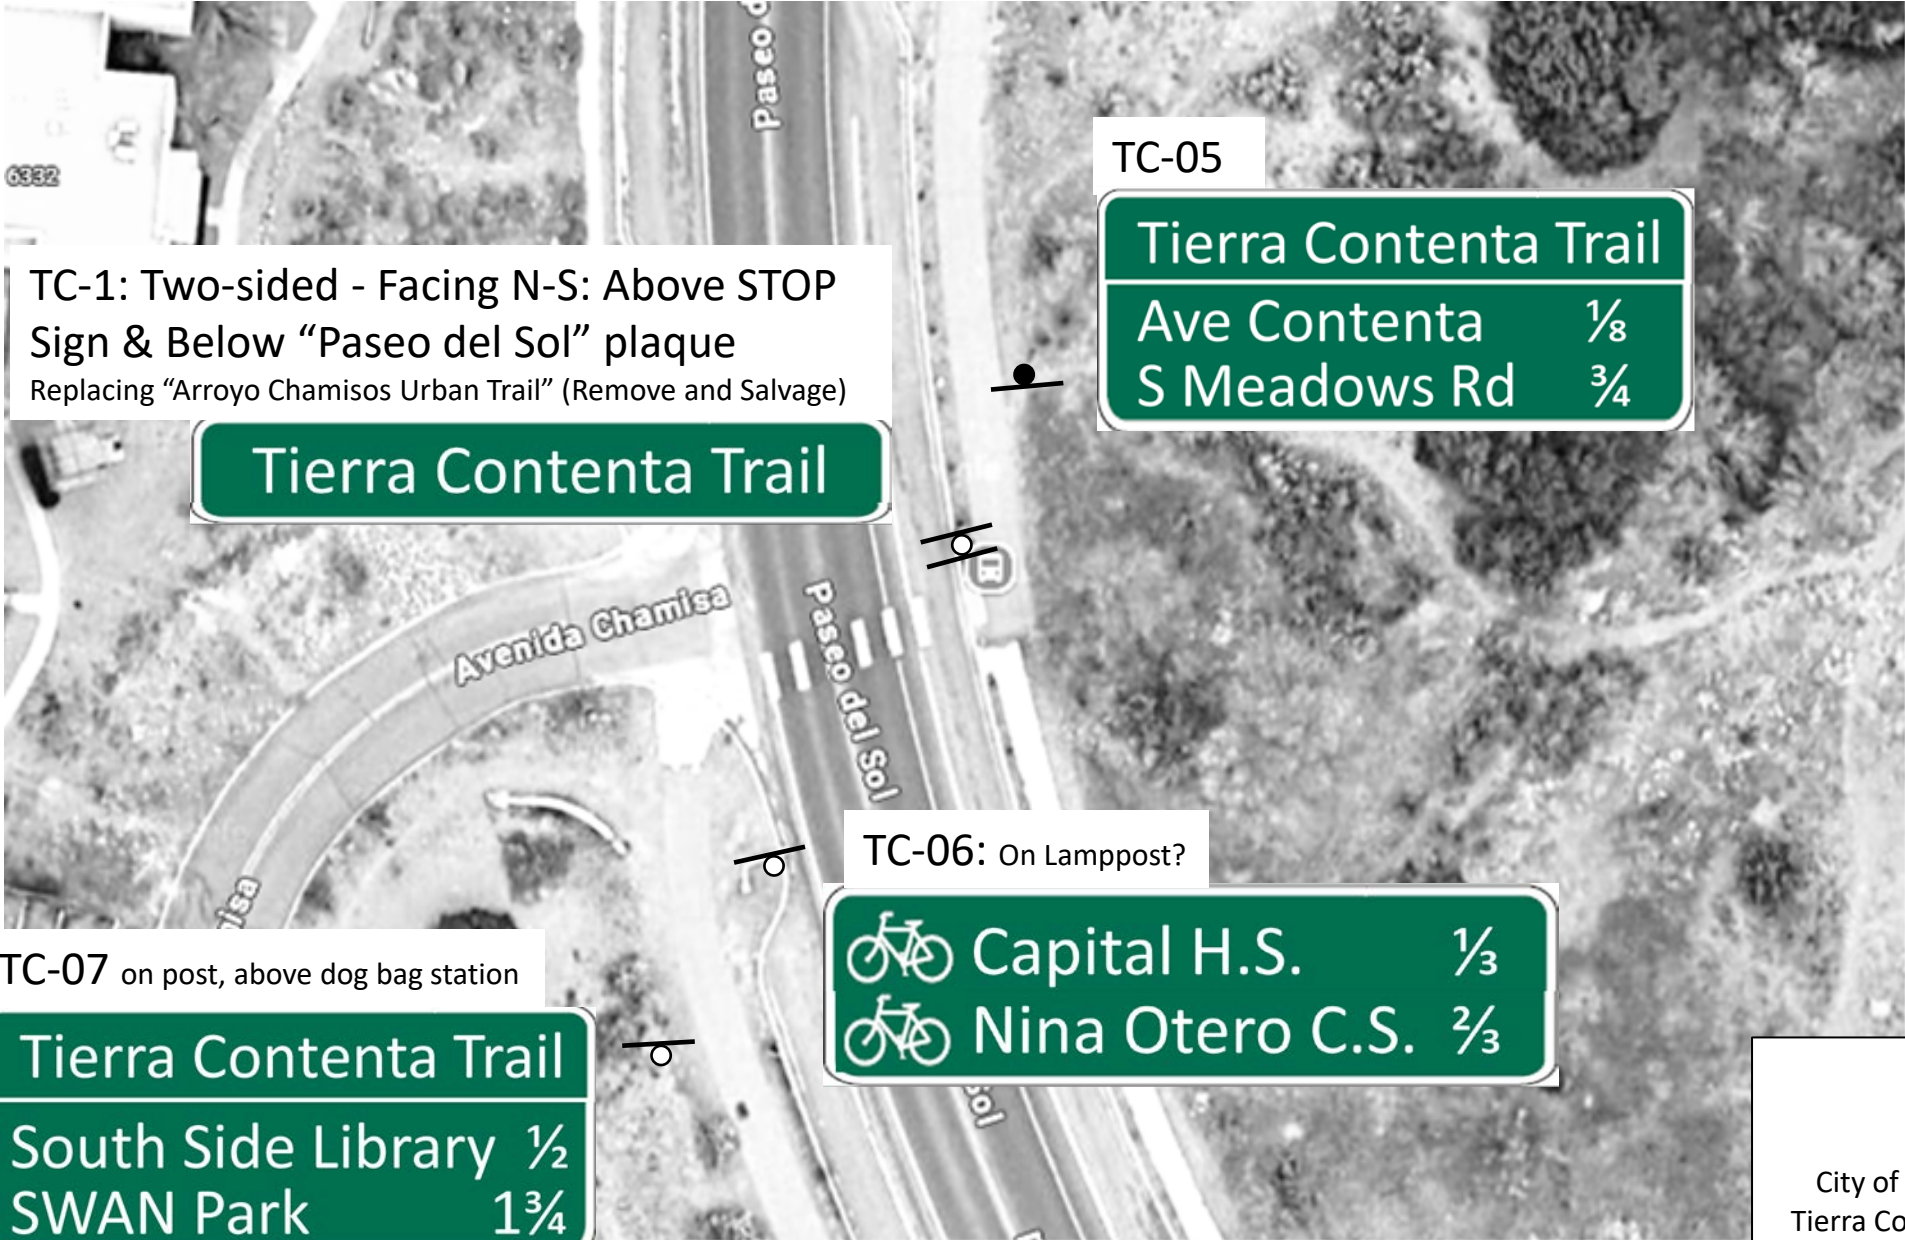 Paseo d
6332
TC-05
Tierra Contenta Trail
Ave Contenta ⅛
S Meadows Rd ¾
TC-1: Two-sided - Facing N-S: Above STOP
Sign & Below “Paseo del Sol” plaque
Replacing “Arroyo Chamisos Urban Trail” (Remove and Salvage)
Tierra Contenta Trail
Avenida Chamisa
Paseo del Sol
TC-06: On Lamppost?
Capital H.S. ⅓
Nina Otero C.S. ⅔
misa
TC-07 on post, above dog bag station
Tierra Contenta Trail
South Side Library ½
SWAN Park 1¾
Sol
City of
Tierra Co